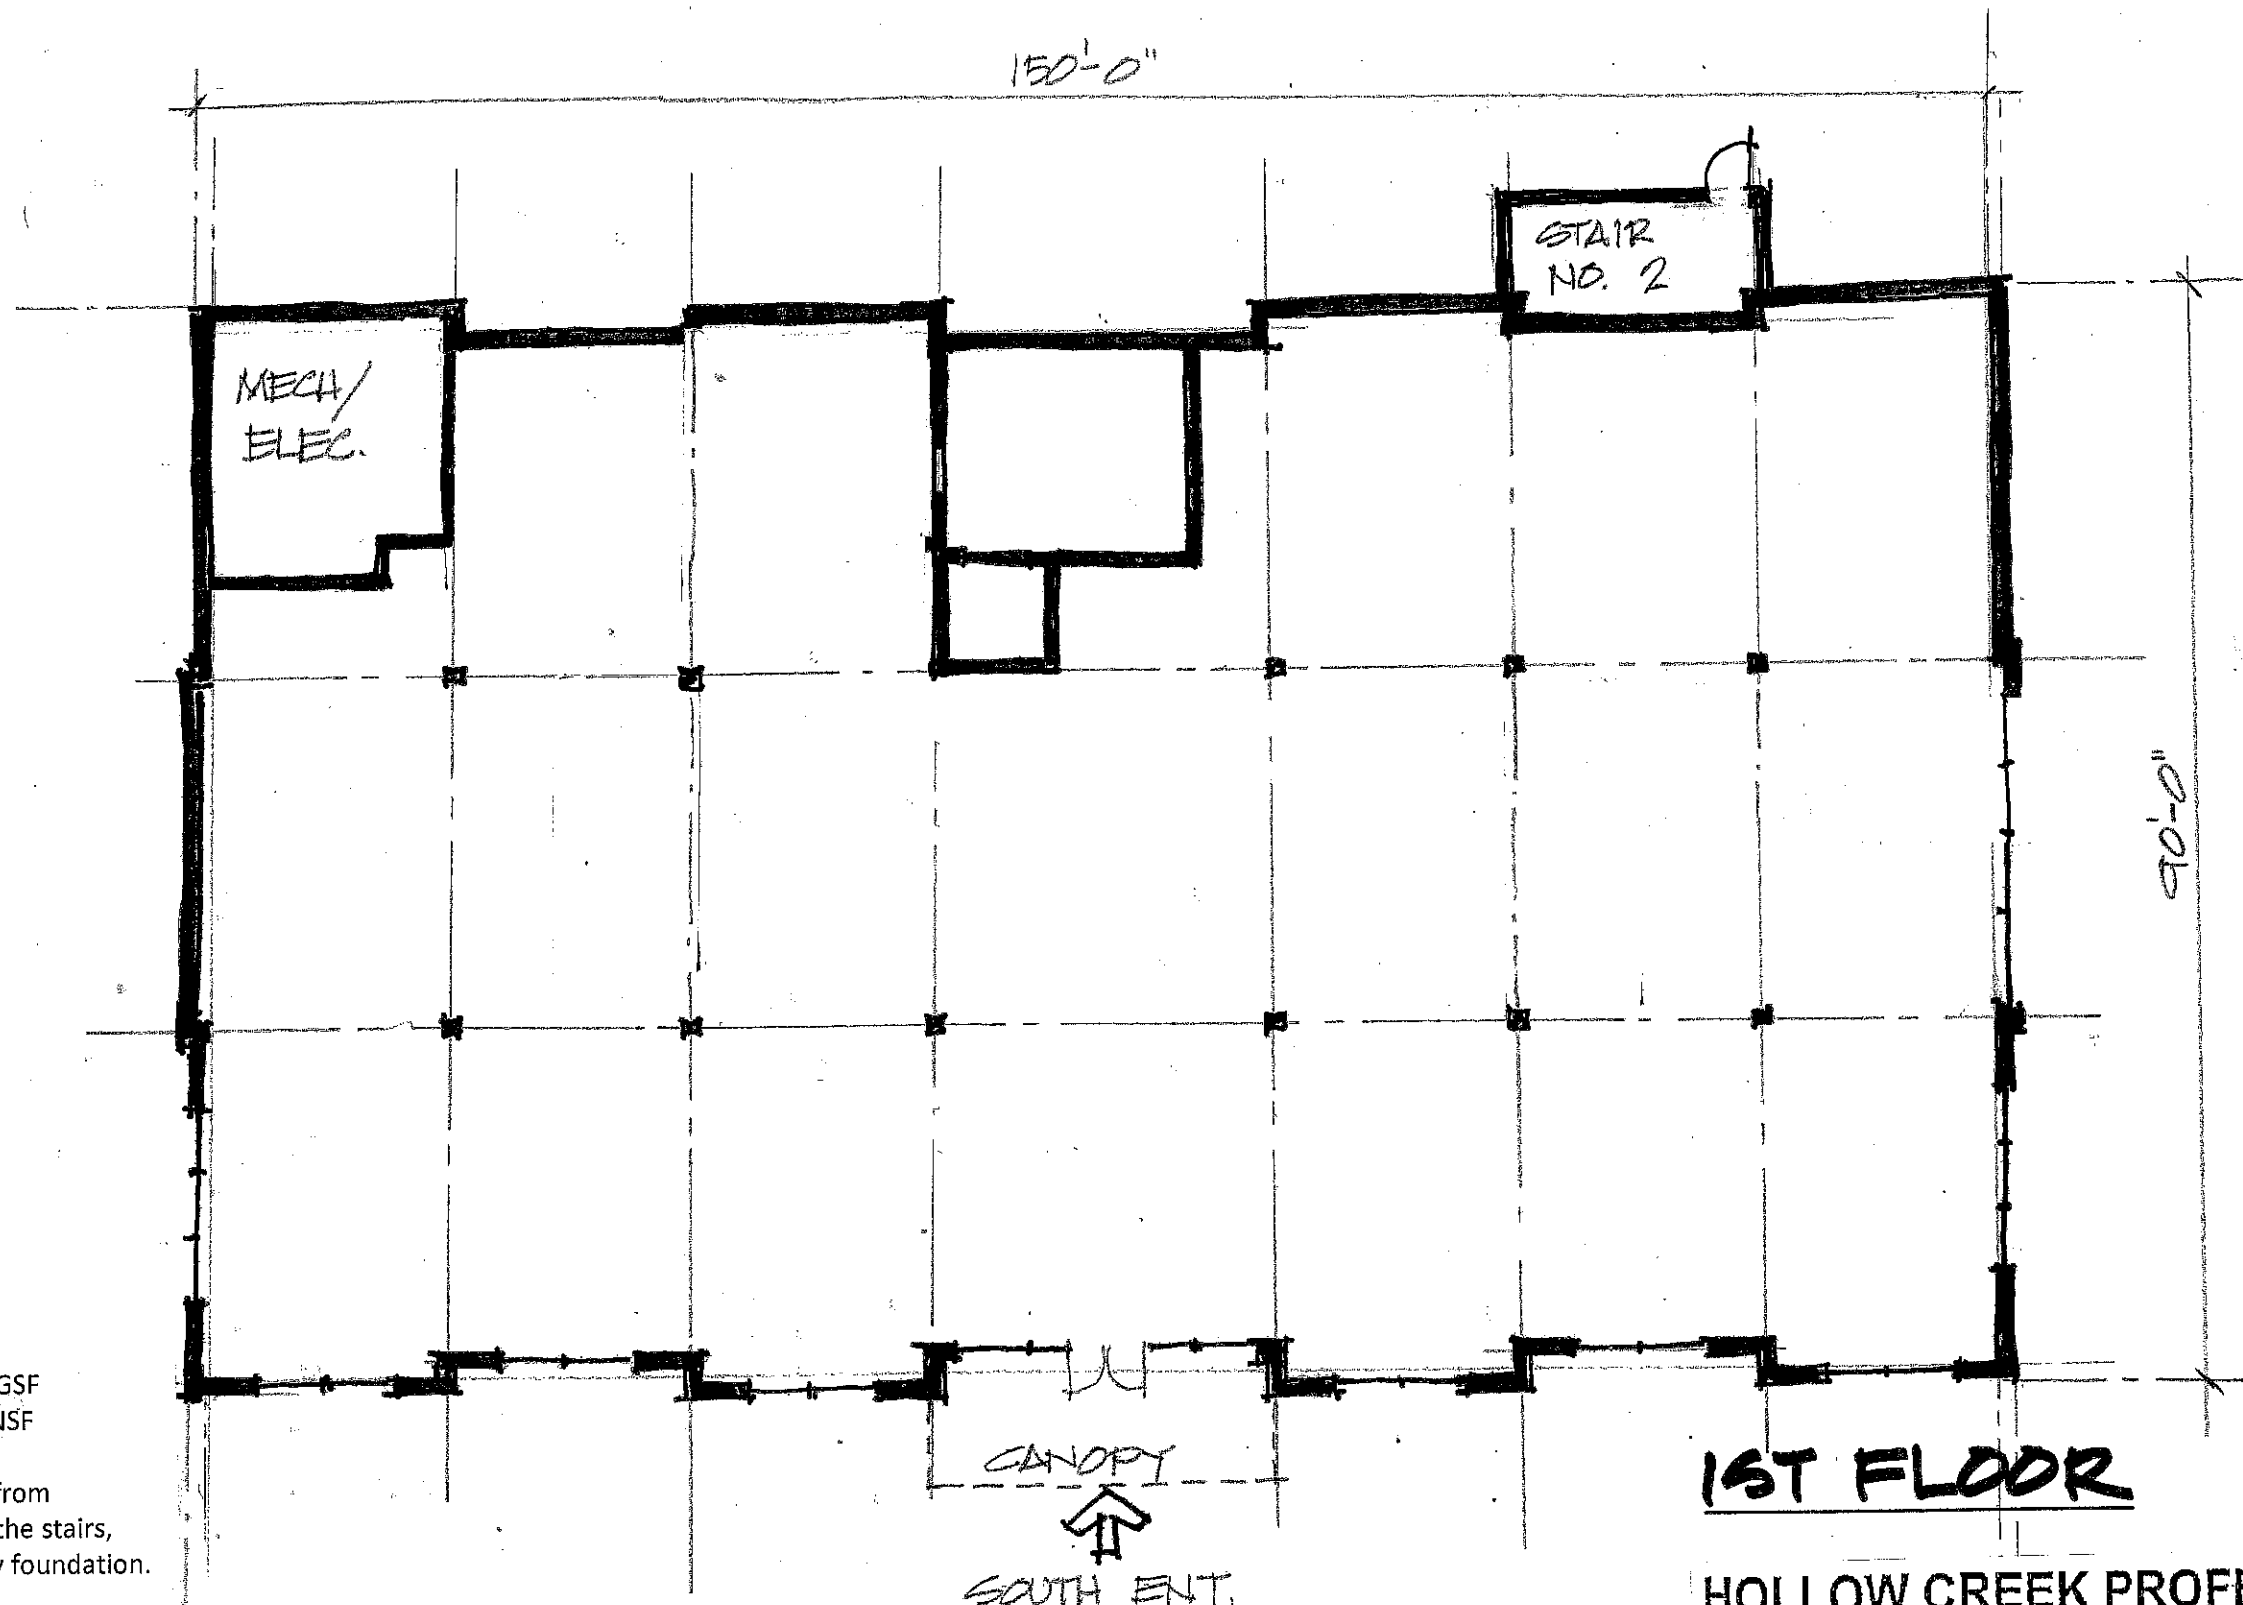 150'-0"
STAIR
NO. 2
MECH/
ELEC.
90'-0"
GSF
NSF
from
the stairs,
foundation.
CANOPY
1ST FLOOR
SOUTH ENT.
HOLLOW CREEK